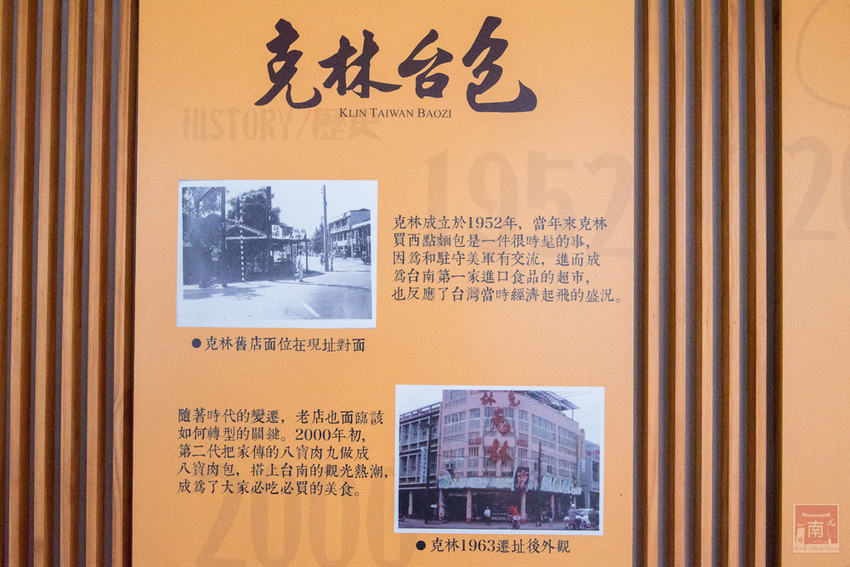 克林台包
KLIN TAIWAN BAOZI
HISTORY/歷史
1952
克林成立於1952年，當年來克林
買西點麵包是一件很時髦的事，
因為和駐守美軍有交流，進而成
為台南第一家進口食品的超市，
也反應了台灣當時經濟起飛的盛況。
●克林舊店面位在現址對面
隨著時代的變遷，老店也面臨該
如何轉型的關鍵。2000年初，
第二代把家傳的八寶肉丸做成
八寶肉包，搭上台南的觀光熱潮，
成為了大家必吃必買的美食。
2000
林包
克
林
●克林1963遷址後外觀
南